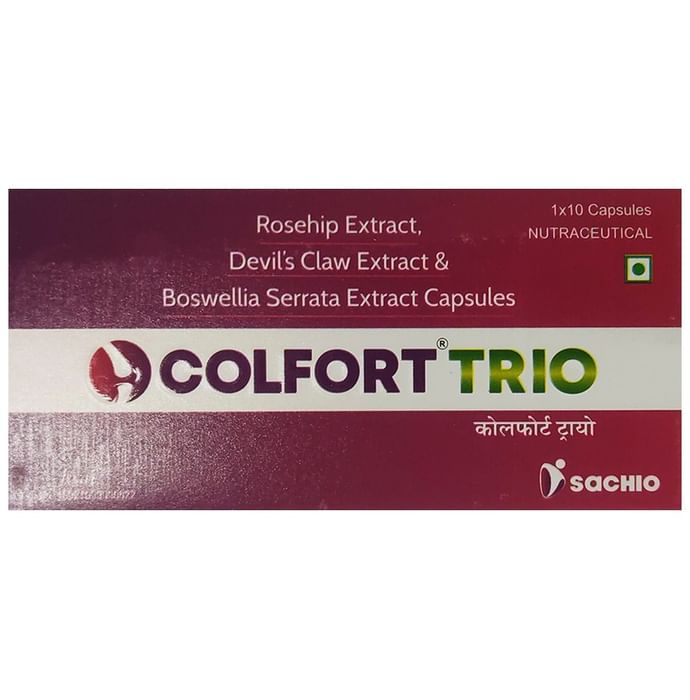 Rosehip Extract,
Devil's Claw Extract &
Boswellia Serrata Extract Capsules
1x10 Capsules
NUTRACEUTICAL
COLFORT® TRIO
कोलफोर्ट ट्रायो
SACHIO